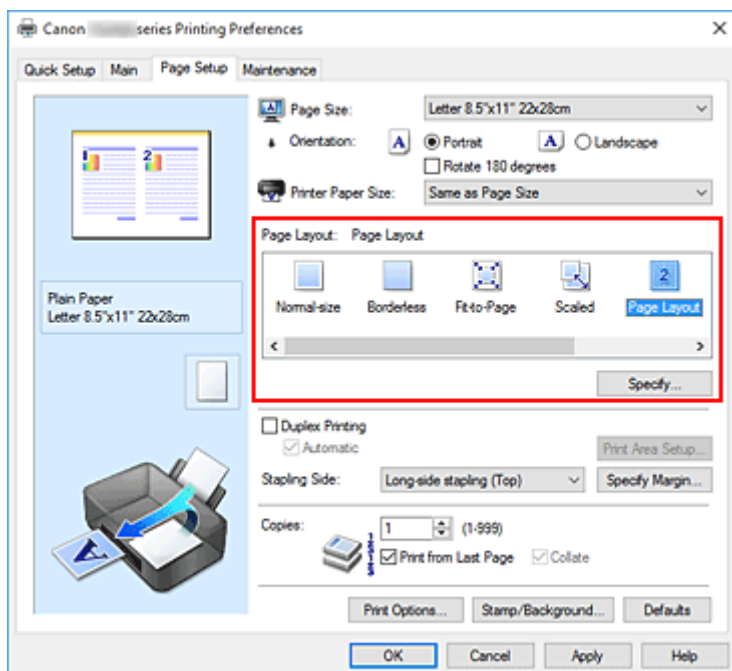 Canon series Printing Preferences
Quick Setup Main Page Setup Maintenance
1 2
Page Size: Letter 8.5"x11" 22x28cm
Orientation: A Portrait A Landscape
Rotate 180 degrees
Printer Paper Size: Same as Page Size
Page Layout: Page Layout
2
Normal-size Borderless Fit-to-Page Scaled Page Layout
Plain Paper
Letter 8.5"x11" 22x28cm
Specify...
Duplex Printing
Automatic Print Area Setup...
Stapling Side: Long-side stapling (Top) Specify Margin...
Copies: 1 (1-999)
Print from Last Page Collate
A
Print Options... Stamp/Background... Defaults
OK Cancel Apply Help